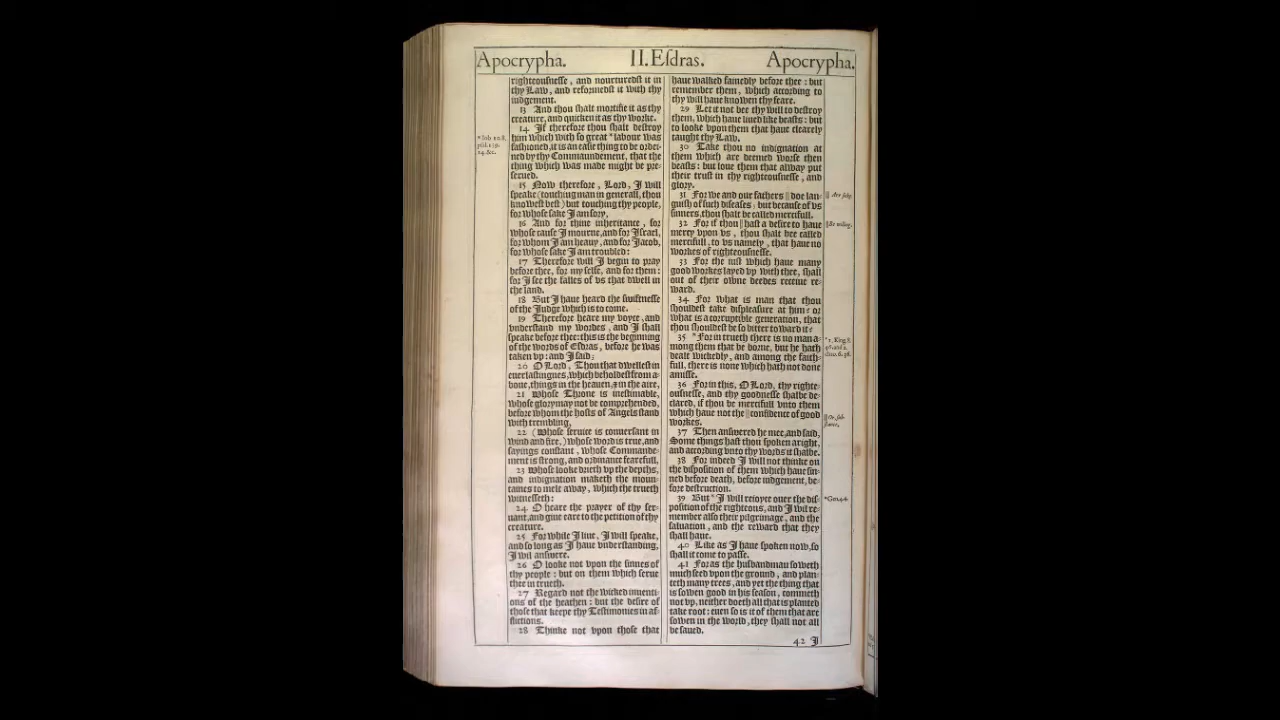 Apocrypha. II. Eſdras. Apocrypha.
righteouſneſſe, and nourturedſt it in
thy Law, and reformedſt it with thy
iudgement.
13 And thou ſhalt mortifie it as thy
creature, and quicken it as thy worke.
14 If therefore thou ſhalt deſtroy
him which with ſo great * labour was
faſhioned, it is an eaſie thing to be ordei-
ned by thy Commaundement, that the
thing which was made might be pre-
ſerued.
15 Now therefore, Lord, I will
ſpeake (touching man in generall, thou
knoweſt beſt) but touching thy people,
for whoſe ſake I am ſory,
16 And for thine inheritance, for
whoſe cauſe I mourne, and for Iſrael,
for whom I am heauy, and for Iacob,
for whoſe ſake I am troubled:
17 Therefore will I begin to pray
before thee, for my ſelfe, and for them:
for I ſee the falles of vs that dwell in
the land.
18 But I haue heard the ſwiftneſſe
of the Iudge which is to come.
19 Therefore heare my voyce, and
vnderſtand my wordes, and I ſhall
ſpeake before thee: this is the beginning
of the words of Eſdras, before he was
taken vp: and I ſaid;
20 O Lord, Thou that dwelleſt in
euerlaſtingnes, which beholdeſt from a-
boue, things in the heauen, & in the aire,
21 Whoſe Throne is ineſtimable,
whoſe glory may not be comprehended,
before whom the hoſts of Angels ſtand
with trembling,
22 (Whoſe ſeruice is conuerſant in
wind and fire,) whoſe word is true, and
ſayings conſtant, whoſe Commande-
ment is ſtrong, and ordinance fearefull,
23 Whoſe looke drieth vp the depths,
and indignation maketh the moun-
taines to melt away, which the trueth
witneſſeth:
24 O heare the prayer of thy ſer-
uant, and giue eare to the petition of thy
creature.
25 For while I liue, I will ſpeake,
and ſo long as I haue vnderſtanding,
I wil anſwere.
26 O looke not vpon the ſinnes of
thy people: but on them which ſerue
thee in trueth.
27 Regard not the wicked inuenti-
ons of the heathen: but the deſire of
thoſe that keepe thy Teſtimonies in af-
flictions.
28 Thinke not vpon thoſe that
haue walked fainedly before thee: but
remember them, which according to
thy will haue knowen thy feare.
29 Let it not bee thy will to deſtroy
them, which haue liued like beaſts: but
to looke vpon them that haue clearely
taught thy Law.
30 Take thou no indignation at
them which are deemed worſe then
beaſts: but loue them that alway put
their truſt in thy righteouſneſſe, and
glory.
31 For we and our fathers || doe lan-
guiſh of ſuch diſeaſes; but becauſe of vs
ſinners, thou ſhalt be called mercifull.
32 For if thou || haſt a deſire to haue
mercy vpon vs, thou ſhalt bee called
mercifull, to vs namely, that haue no
workes of righteouſneſſe.
33 For the iuſt which haue many
good workes layed vp with thee, ſhall
out of their owne deedes receiue re-
ward.
34 For what is man that thou
ſhouldeſt take diſpleaſure at him? or
what is a corruptible generation, that
thou ſhouldeſt be ſo bitter toward it?
35 * For in trueth there is no man a-
mong them that be borne, but he hath
dealt wickedly, and among the faith-
full, there is none which hath not done
amiſſe.
36 For in this, O Lord, thy righte-
ouſneſſe, and thy goodneſſe ſhalbe de-
clared, if thou be mercifull vnto them
which haue not the || confidence of good
workes.
37 Then anſwered he mee, and ſaid,
Some things haſt thou ſpoken aright,
and according vnto thy words it ſhalbe.
38 For indeed I will not thinke on
the diſpoſition of them which haue ſin-
ned before death, before iudgement, be-
fore deſtruction.
39 But * I will reioyce ouer the diſ-
poſition of the righteous, and I wil re-
member alſo their pilgrimage, and the
ſaluation, and the reward that they
ſhall haue.
40 Like as I haue ſpoken now, ſo
ſhall it come to paſſe.
41 For as the huſbandman ſoweth
much ſeed vpon the ground, and plan-
teth many trees, and yet the thing that
is ſowen good in his ſeaſon, commeth
not vp, neither doeth all that is planted
take root: euen ſo is it of them that are
ſowen in the world, they ſhall not all
be ſaued.
42 I
* Iob 10.8.
pſal. 139.
14. &c.
|| Are ſicke
|| Be willing.
* 1. King. 8.
46. and 2.
chro. 6. 36.
|| Or, ſub-
ſtance.
* Gen. 4.4